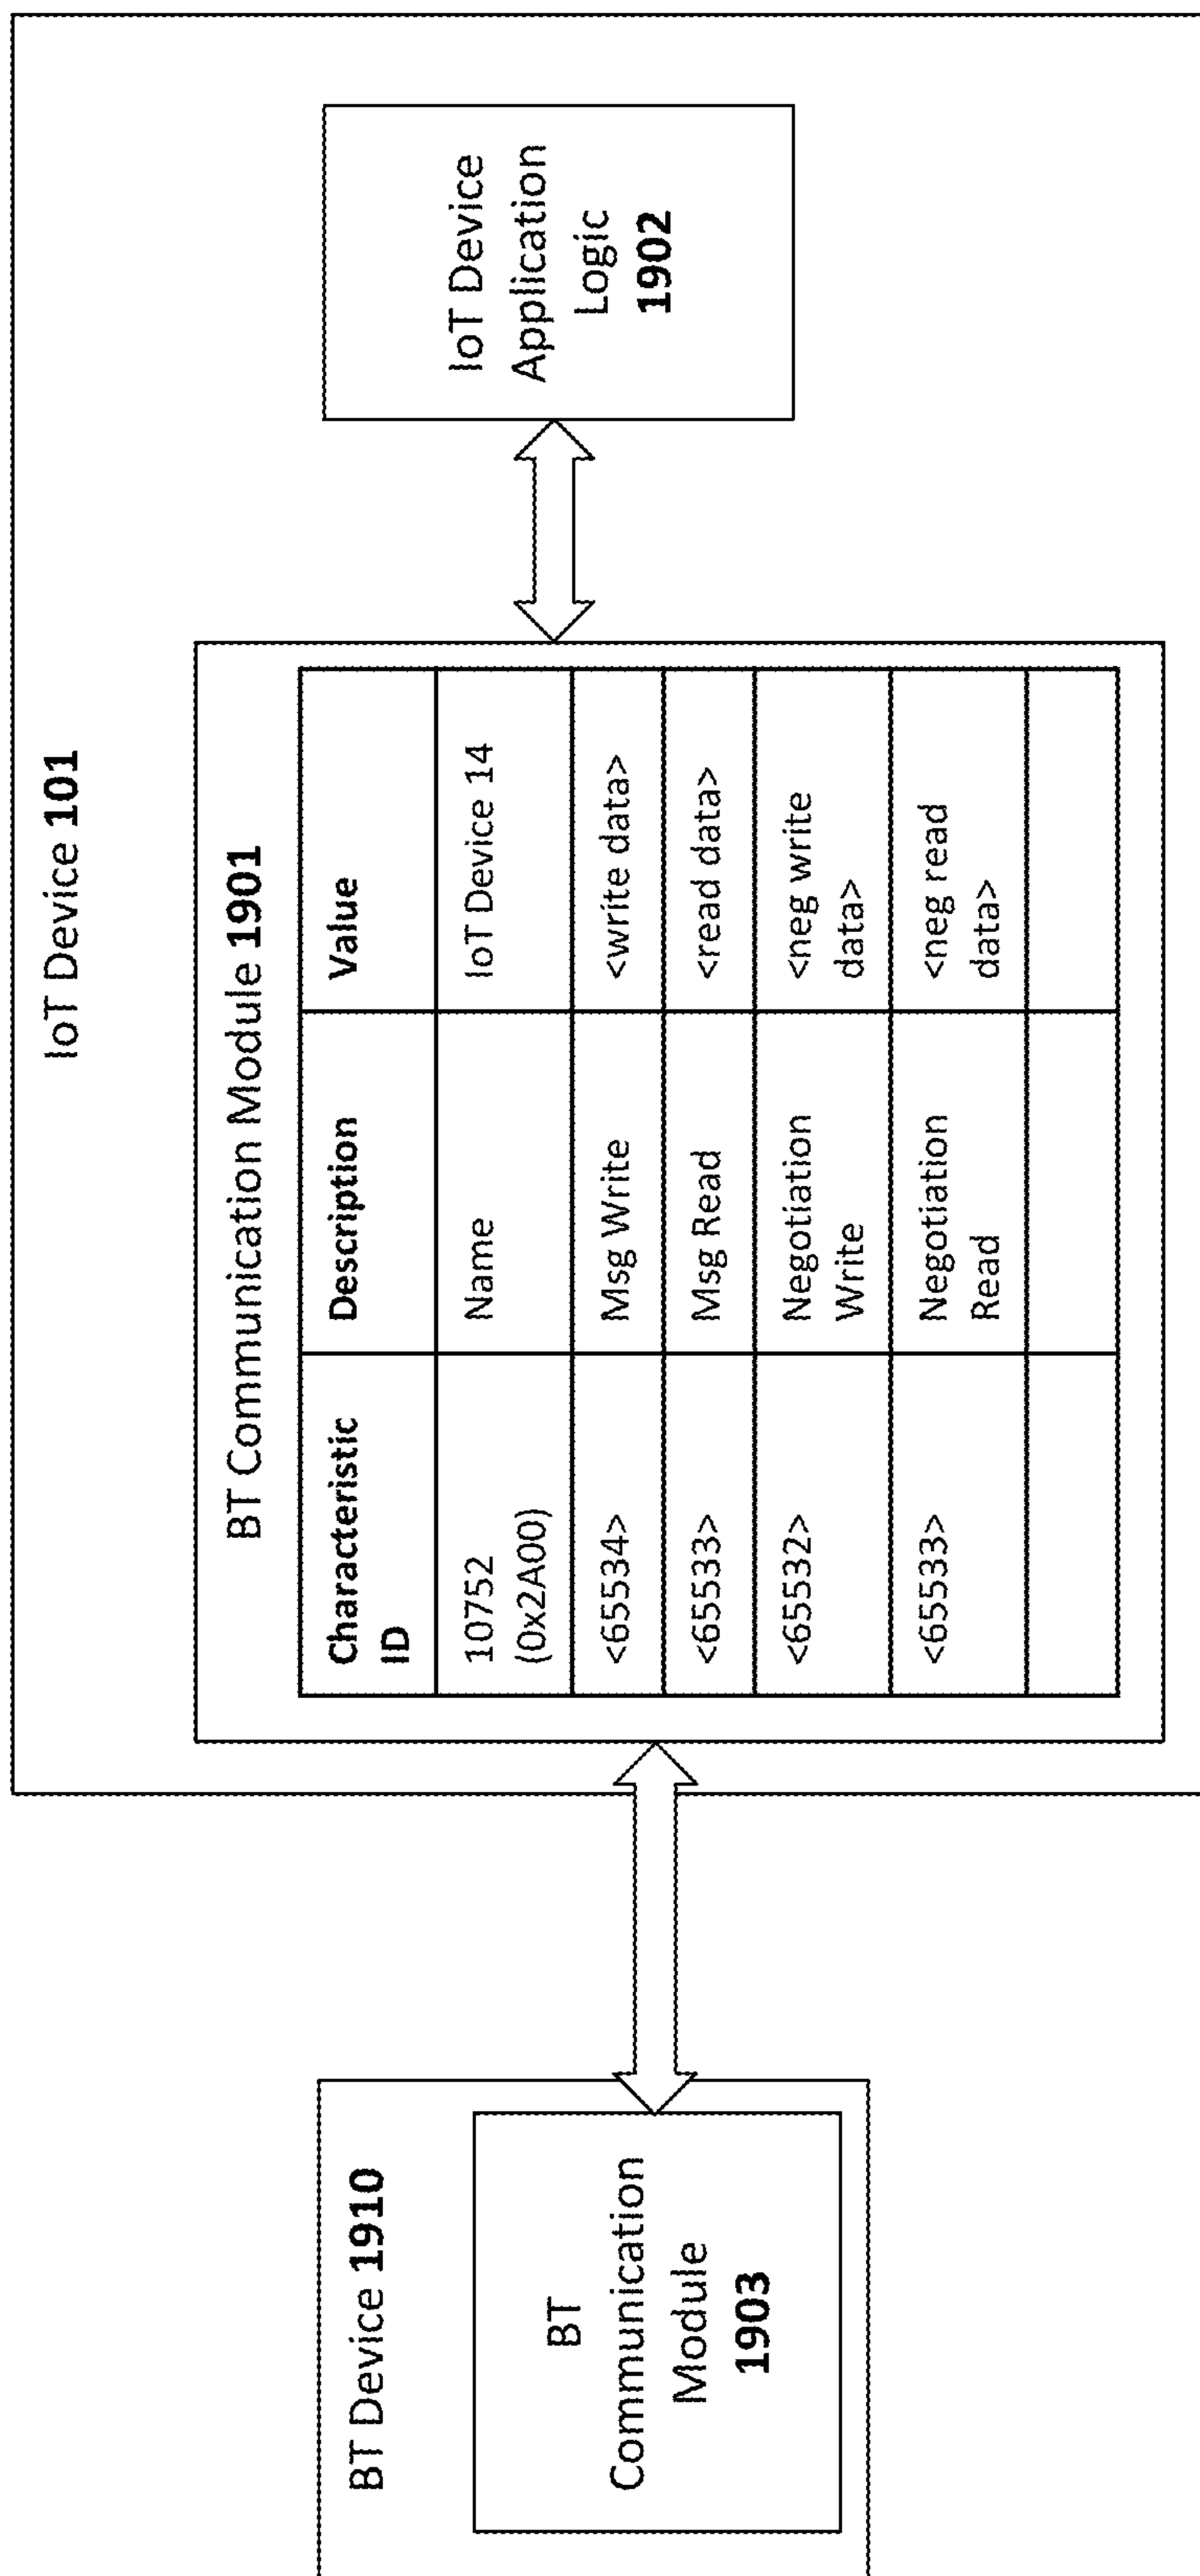 IoT Device 101
BT Communication Module 1901
Characteristic
ID
Description
Value
10752
(0x2A00)
Name
IoT Device 14
<65534>
Msg Write
<write data>
<65533>
Msg Read
<read data>
<65532>
Negotiation
Write
<neg write
data>
<65533>
Negotiation
Read
<neg read
data>
IoT Device
Application
Logic
1902
BT Device 1910
BT
Communication
Module
1903